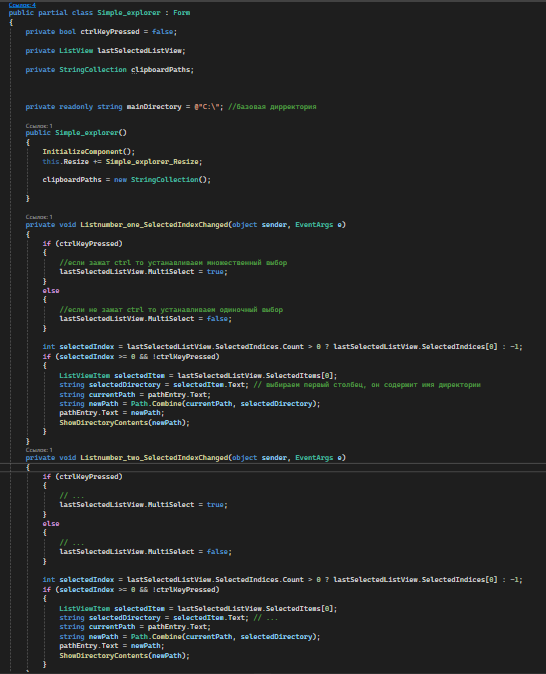 Ссылок: 4
public partial class Simple_explorer : Form
{
    private bool ctrlKeyPressed = false;
    private ListView lastSelectedListView;
    private StringCollection clipboardPaths;
    private readonly string mainDirectory = @"C:\"; //базовая дирректория
    Ссылок: 1
    public Simple_explorer()
    {
        InitializeComponent();
        this.Resize += Simple_explorer_Resize;
        clipboardPaths = new StringCollection();
    }
    Ссылок: 1
    private void Listnumber_one_SelectedIndexChanged(object sender, EventArgs e)
    {
        if (ctrlKeyPressed)
        {
            //если зажат ctrl то устанавливаем множественный выбор
            lastSelectedListView.MultiSelect = true;
        }
        else
        {
            //если не зажат ctrl то устанавливаем одиночный выбор
            lastSelectedListView.MultiSelect = false;
        }
        int selectedIndex = lastSelectedListView.SelectedIndices.Count > 0 ? lastSelectedListView.SelectedIndices[0] : -1;
        if (selectedIndex >= 0 && !ctrlKeyPressed)
        {
            ListViewItem selectedItem = lastSelectedListView.SelectedItems[0];
            string selectedDirectory = selectedItem.Text; // выбираем первый столбец, он содержит имя директории
            string currentPath = pathEntry.Text;
            string newPath = Path.Combine(currentPath, selectedDirectory);
            pathEntry.Text = newPath;
            ShowDirectoryContents(newPath);
        }
    }
    Ссылок: 1
    private void Listnumber_two_SelectedIndexChanged(object sender, EventArgs e)
    {
        if (ctrlKeyPressed)
        {
            // ...
            lastSelectedListView.MultiSelect = true;
        }
        else
        {
            // ...
            lastSelectedListView.MultiSelect = false;
        }
        int selectedIndex = lastSelectedListView.SelectedIndices.Count > 0 ? lastSelectedListView.SelectedIndices[0] : -1;
        if (selectedIndex >= 0 && !ctrlKeyPressed)
        {
            ListViewItem selectedItem = lastSelectedListView.SelectedItems[0];
            string selectedDirectory = selectedItem.Text; // ...
            string currentPath = pathEntry.Text;
            string newPath = Path.Combine(currentPath, selectedDirectory);
            pathEntry.Text = newPath;
            ShowDirectoryContents(newPath);
        }